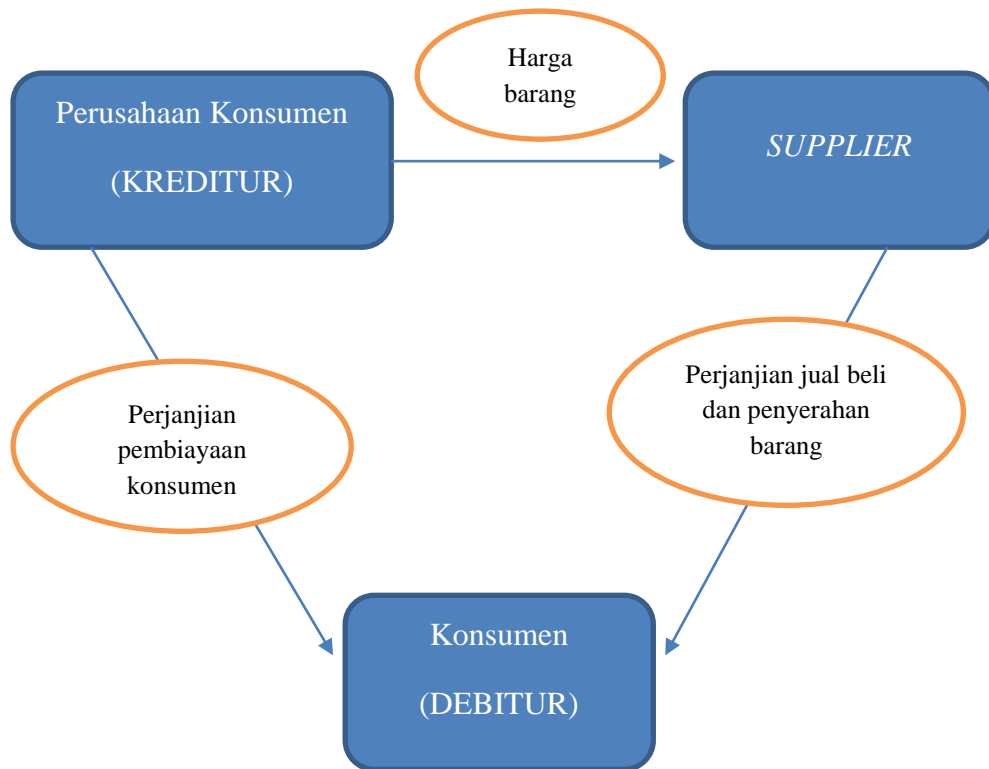 Harga
barang
Perusahaan Konsumen
(KREDITUR)
SUPPLIER
Perjanjian jual beli
dan penyerahan
barang
Perjanjian
pembiayaan
konsumen
Konsumen
(DEBITUR)